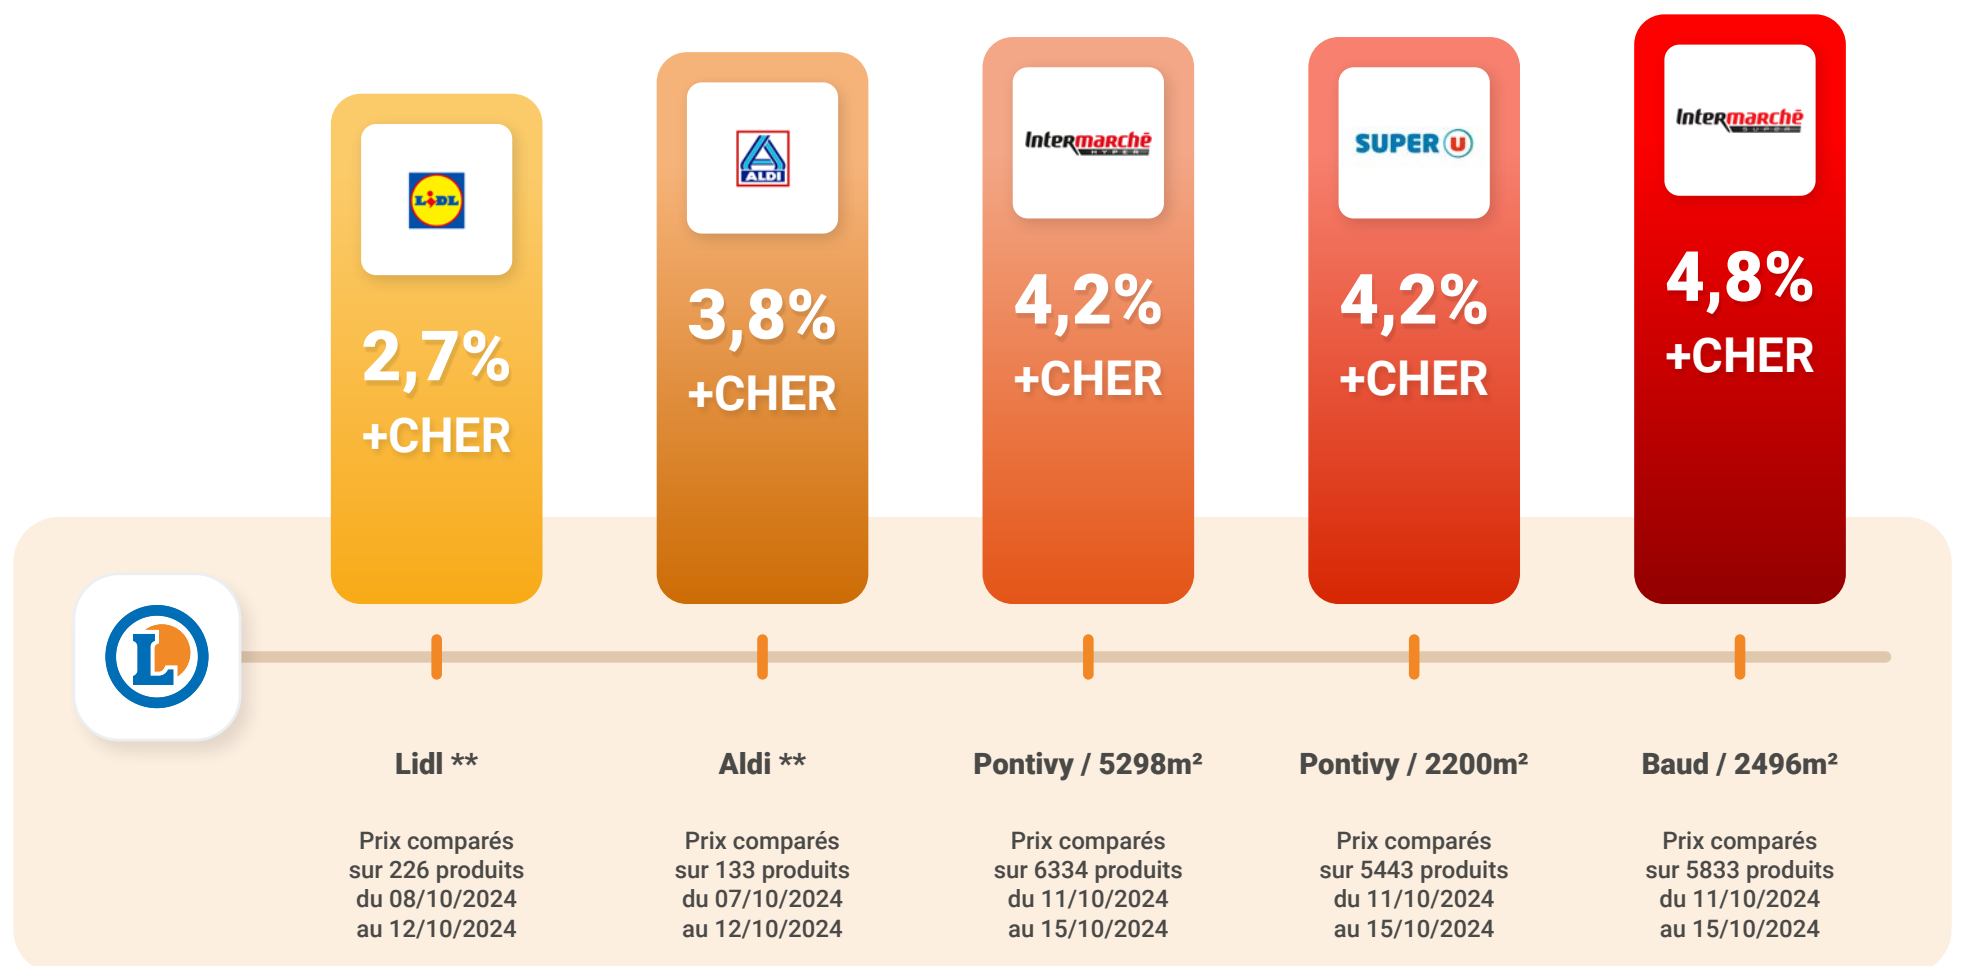 LIDL
2,7%
+CHER
ALDI
3,8%
+CHER
Intermarchē
HYPER
4,2%
+CHER
SUPER U
4,2%
+CHER
Intermarchē
SUPER
4,8%
+CHER
L
Lidl **
Prix comparés
sur 226 produits
du 08/10/2024
au 12/10/2024
Aldi **
Prix comparés
sur 133 produits
du 07/10/2024
au 12/10/2024
Pontivy / 5298m²
Prix comparés
sur 6334 produits
du 11/10/2024
au 15/10/2024
Pontivy / 2200m²
Prix comparés
sur 5443 produits
du 11/10/2024
au 15/10/2024
Baud / 2496m²
Prix comparés
sur 5833 produits
du 11/10/2024
au 15/10/2024